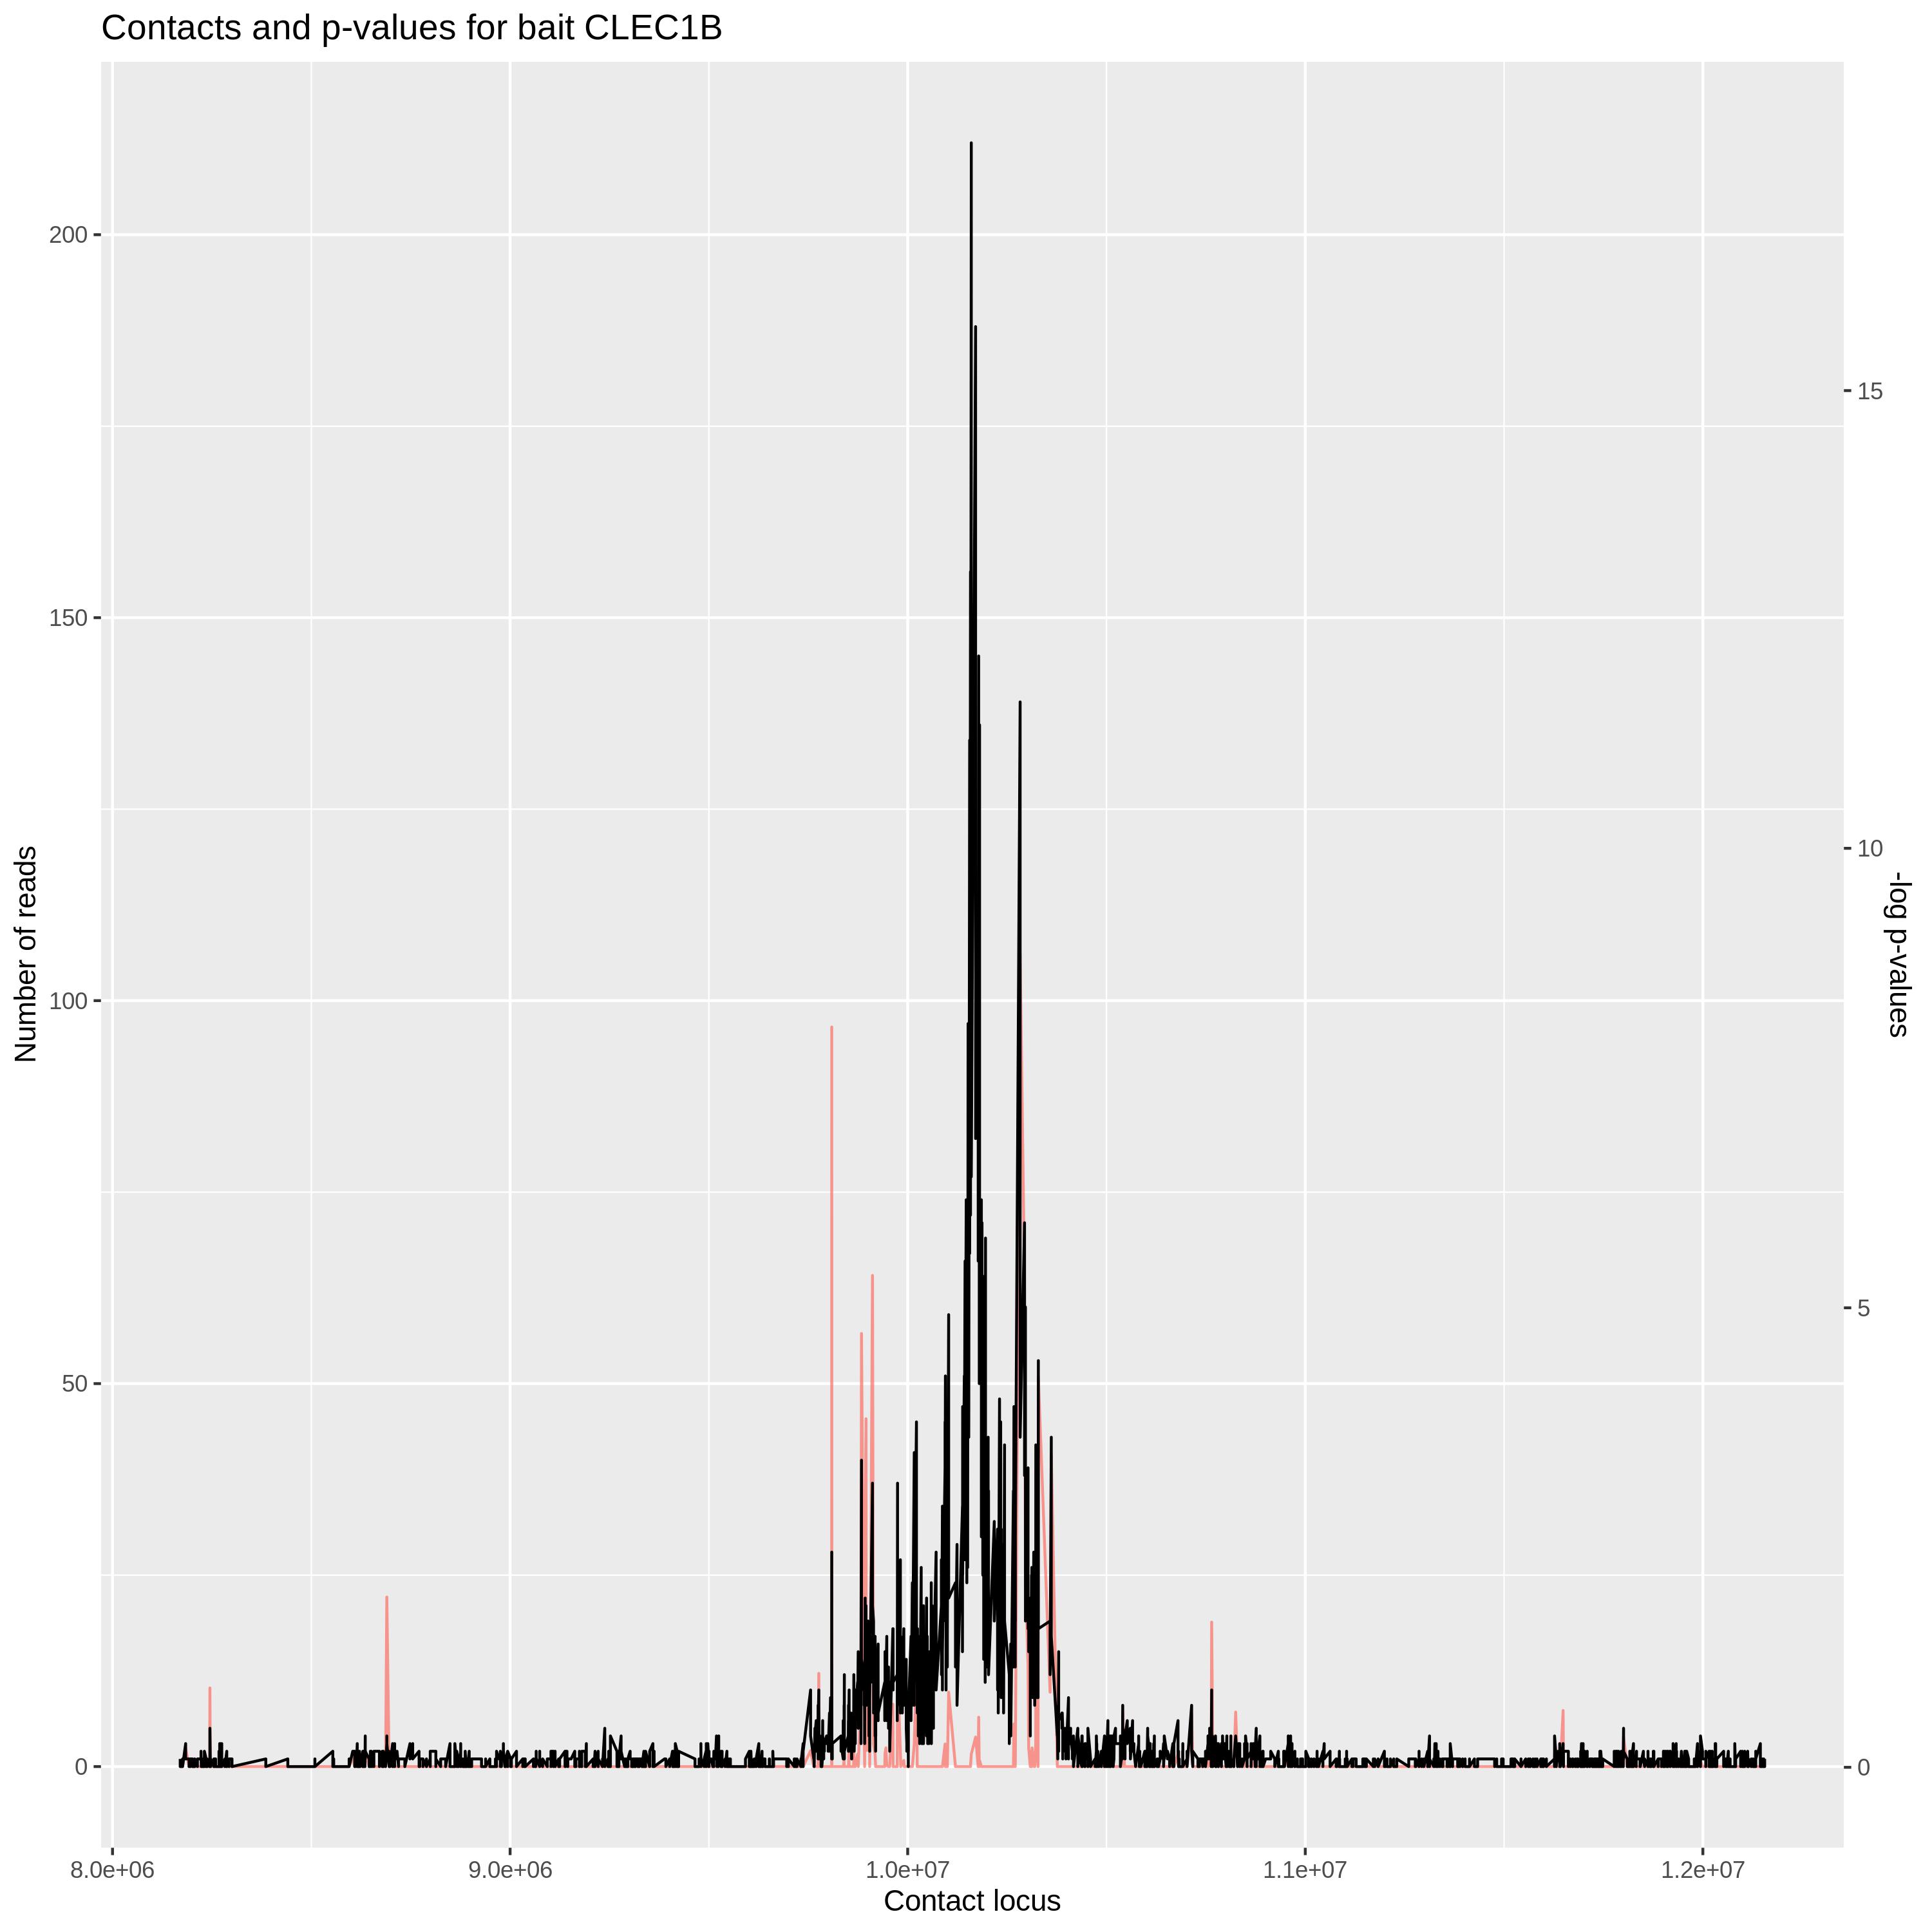 Contacts and p-values for bait CLEC1B
Number of reads
200
150
100
50
0
15
10
5
0
-log p-values
8.0e+06 9.0e+06 1.0e+07 1.1e+07 1.2e+07
Contact locus